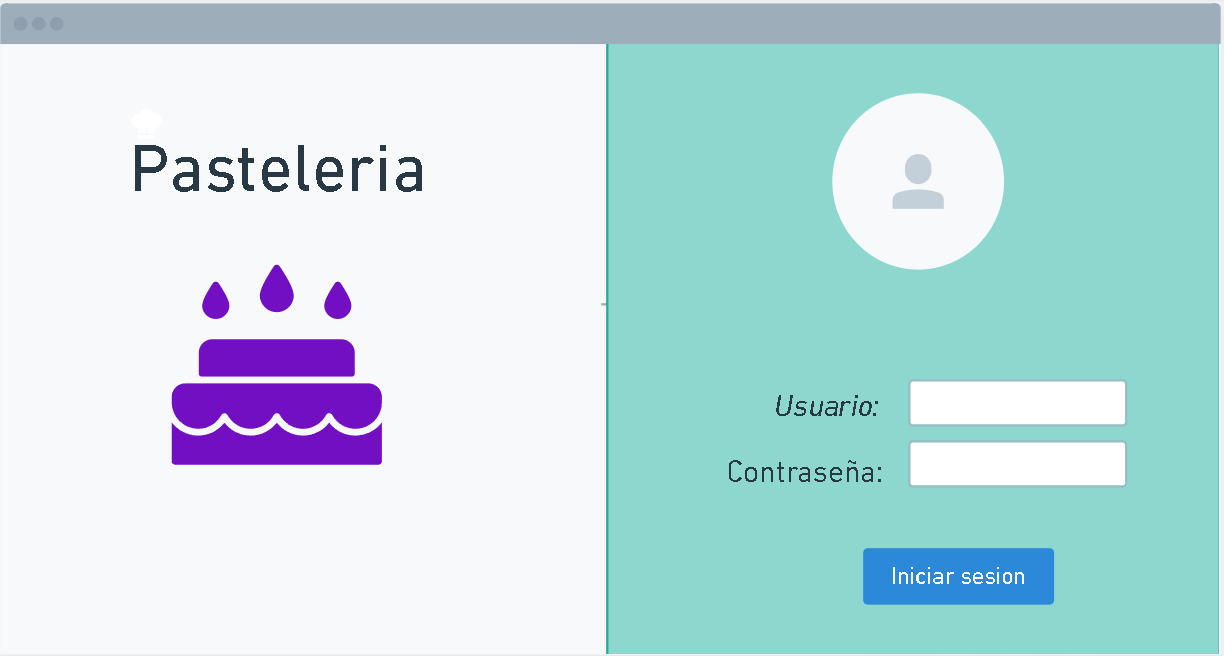 Pasteleria
Usuario:
Contraseña:
Iniciar sesion